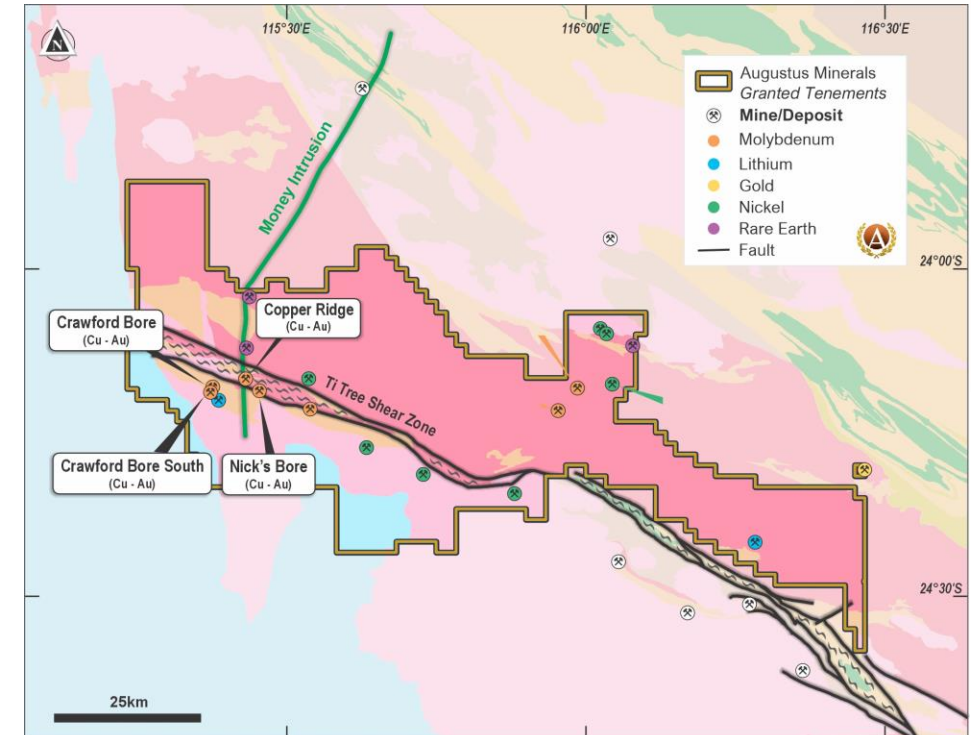 115°30'E
116°00'E
116°30'E
N
Augustus Minerals
Granted Tenements
Mine/Deposit
Molybdenum
Lithium
Gold
Nickel
Rare Earth
Fault
A
Money Intrusion
24°00'S
Crawford Bore
(Cu - Au)
Copper Ridge
(Cu - Au)
Ti Tree Shear Zone
Crawford Bore South
(Cu - Au)
Nick's Bore
(Cu - Au)
24°30'S
25km